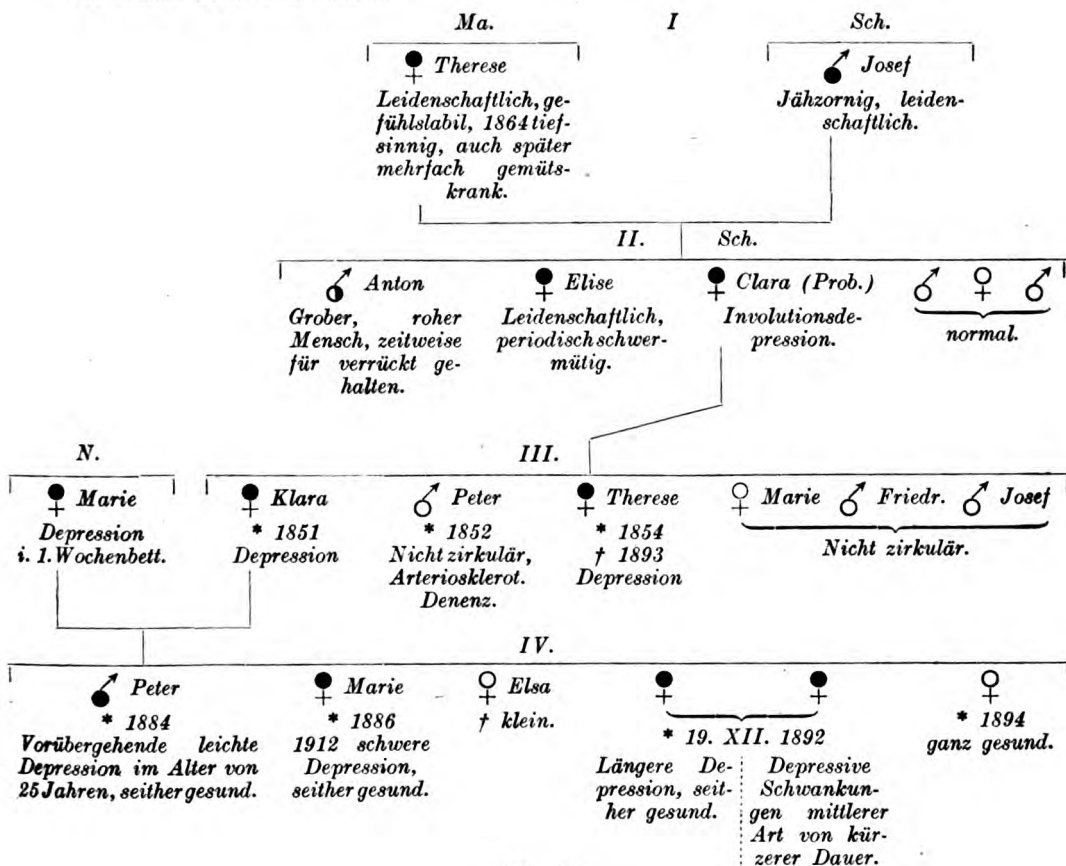 Ma. I Sch.
Therese
Leidenschaftlich, ge-
fühlslabil, 1864 tief-
sinnig, auch später
mehrfach gemüts-
krank.
Josef
Jähzornig, leiden-
schaftlich.
II. Sch.
Anton
Grober, roher
Mensch, zeitweise
für verrückt ge-
halten.
Elise
Leidenschaftlich,
periodisch schwer-
mütig.
Clara (Prob.)
Involutionsde-
pression.
normal.
N. III.
Marie
Depression
i. 1. Wochenbett.
Klara
* 1851
Depression
Peter
* 1852
Nicht zirkulär,
Arteriosklerot.
Denenz.
Therese
* 1854
† 1893
Depression
Marie Friedr. Josef
Nicht zirkulär.
IV.
Peter
* 1884
Vorübergehende leichte
Depression im Alter von
25 Jahren, seither gesund.
Marie
* 1886
1912 schwere
Depression,
seither gesund.
Elsa
† klein.
* 19. XII. 1892
Längere De-
pression, seit-
her gesund.
Depressive
Schwankun-
gen mittlerer
Art von kür-
zerer Dauer.
* 1894
ganz gesund.